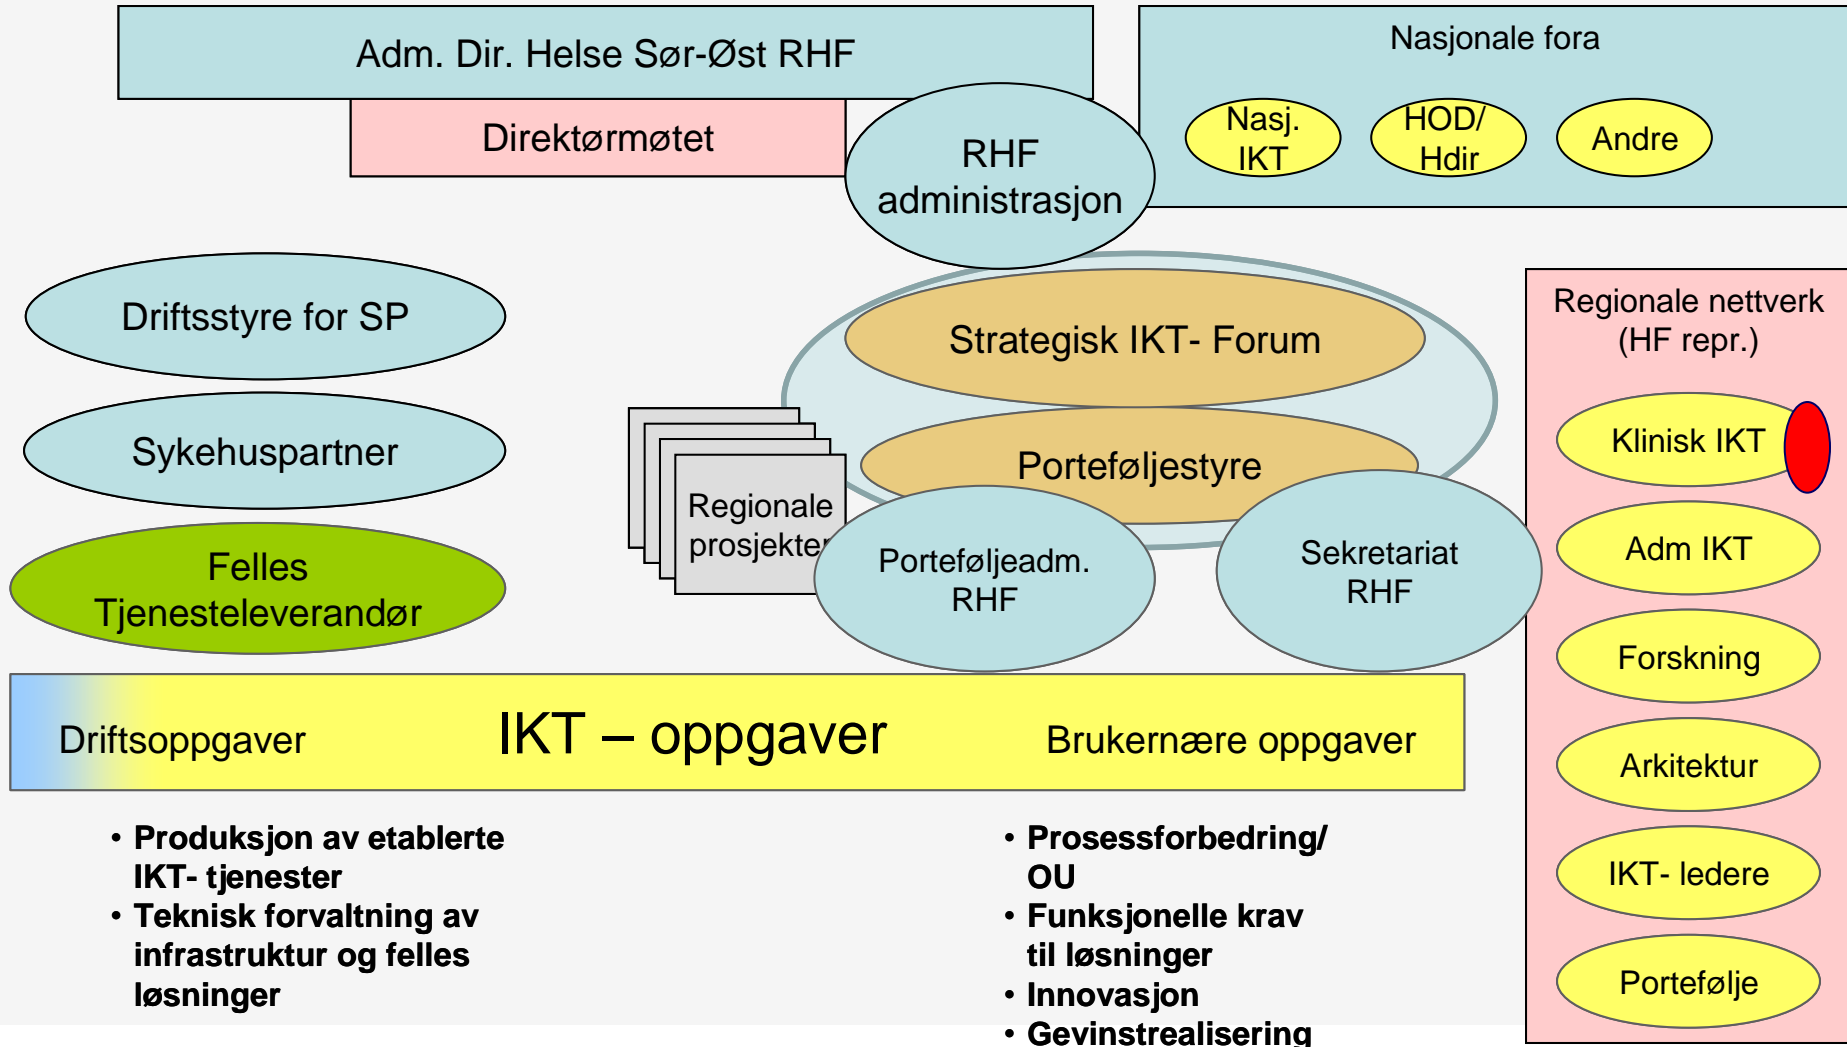 Adm. Dir. Helse Sør-Øst RHF
Direktørmøtet
RHF
administrasjon
Nasjonale fora
Nasj.
IKT
HOD/
Hdir
Andre
Driftsstyre for SP
Sykehuspartner
Felles
Tjenesteleverandør
Strategisk IKT- Forum
Porteføljestyre
Regionale
prosjekter
Porteføljeadm.
RHF
Sekretariat
RHF
Regionale nettverk
(HF repr.)
Klinisk IKT
Adm IKT
Forskning
Arkitektur
IKT- ledere
Portefølje
Driftsoppgaver
IKT – oppgaver
Brukernære oppgaver
• Produksjon av etablerte
IKT- tjenester
• Teknisk forvaltning av
infrastruktur og felles
løsninger
• Prosessforbedring/
OU
• Funksjonelle krav
til løsninger
• Innovasjon
• Gevinstrealisering